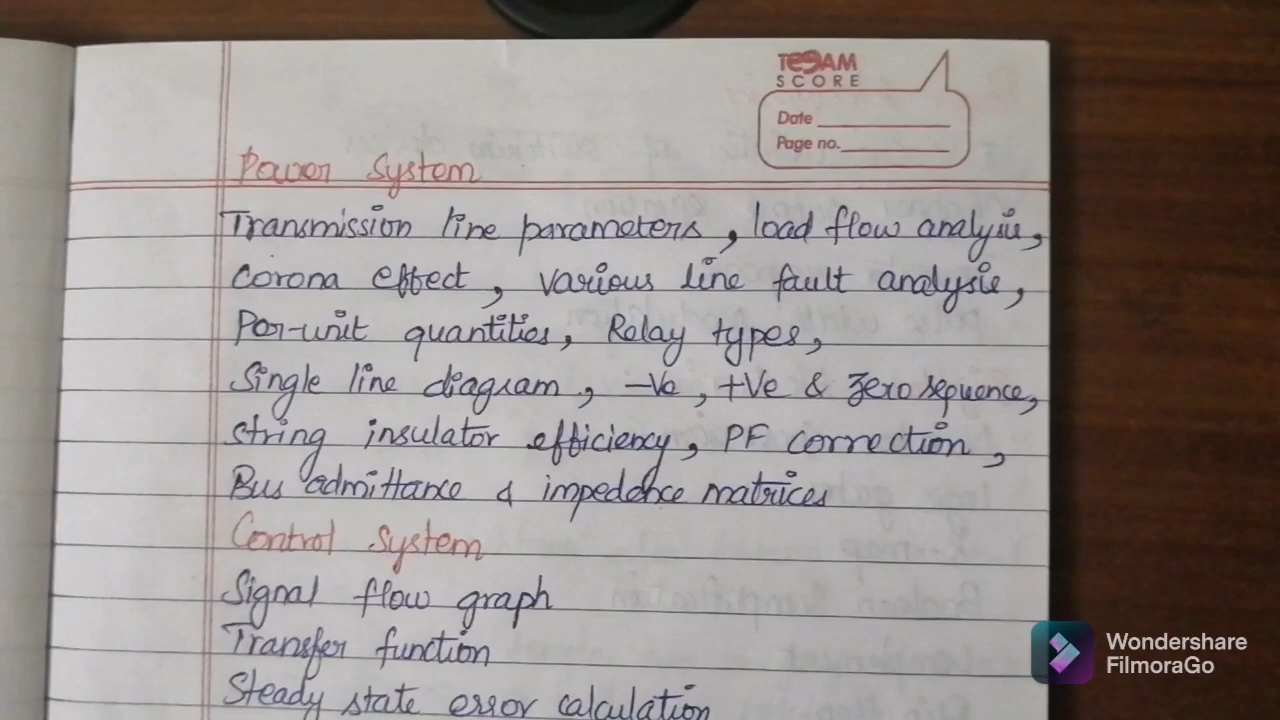 TeGAM
SCORE
Date
Page no.
Power System
Transmission line parameters, load flow analysis,
Corona effect, various line fault analysis,
Per-unit quantities, Relay types,
Single line diagram, -Ve, +Ve & Zero sequence,
String insulator efficiency, PF correction,
Bus admittance & impedance matrices
Control System
Signal flow graph
Transfer function
Steady state error calculation
Wondershare
FilmoraGo